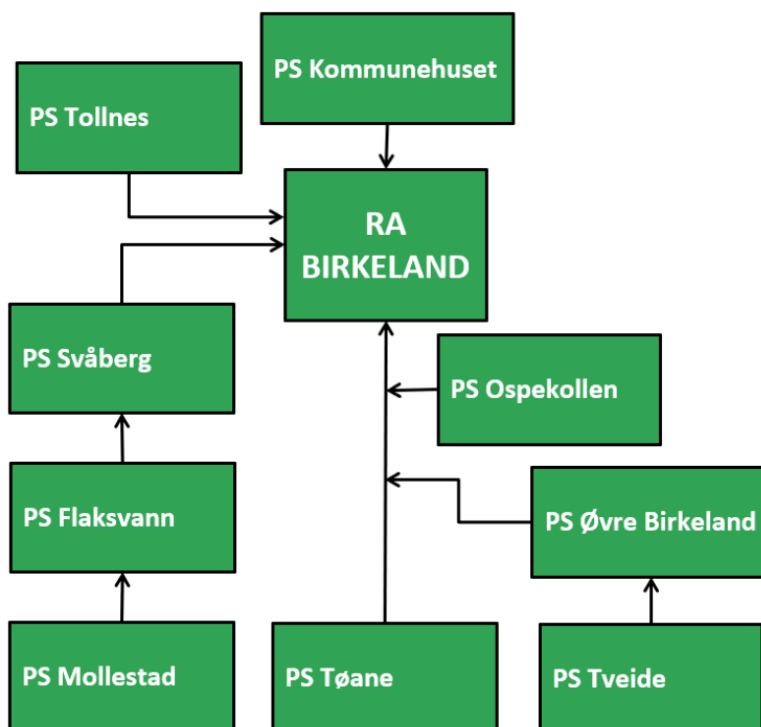 PS Kommunehuset
PS Tollnes
RA
BIRKELAND
PS Svåberg
PS Ospekollen
PS Flaksvann
PS Øvre Birkeland
PS Mollestad
PS Tøane
PS Tveide